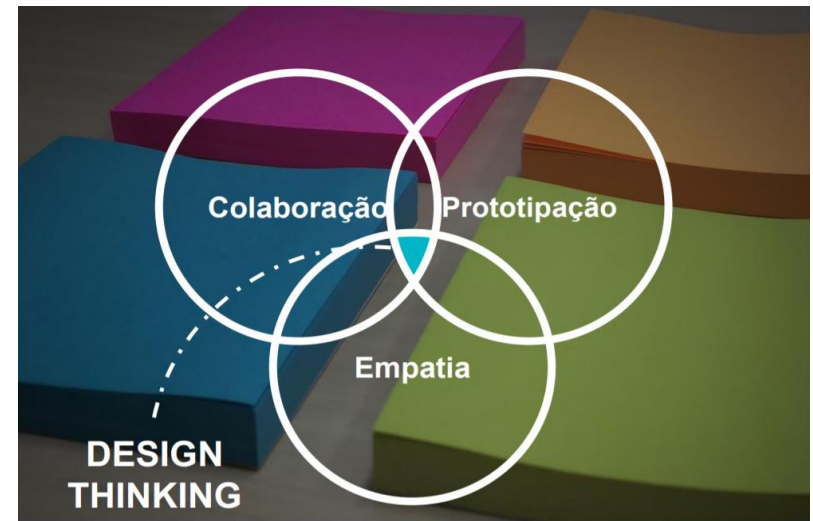 Colaboração
Prototipação
Empatia
DESIGN
THINKING